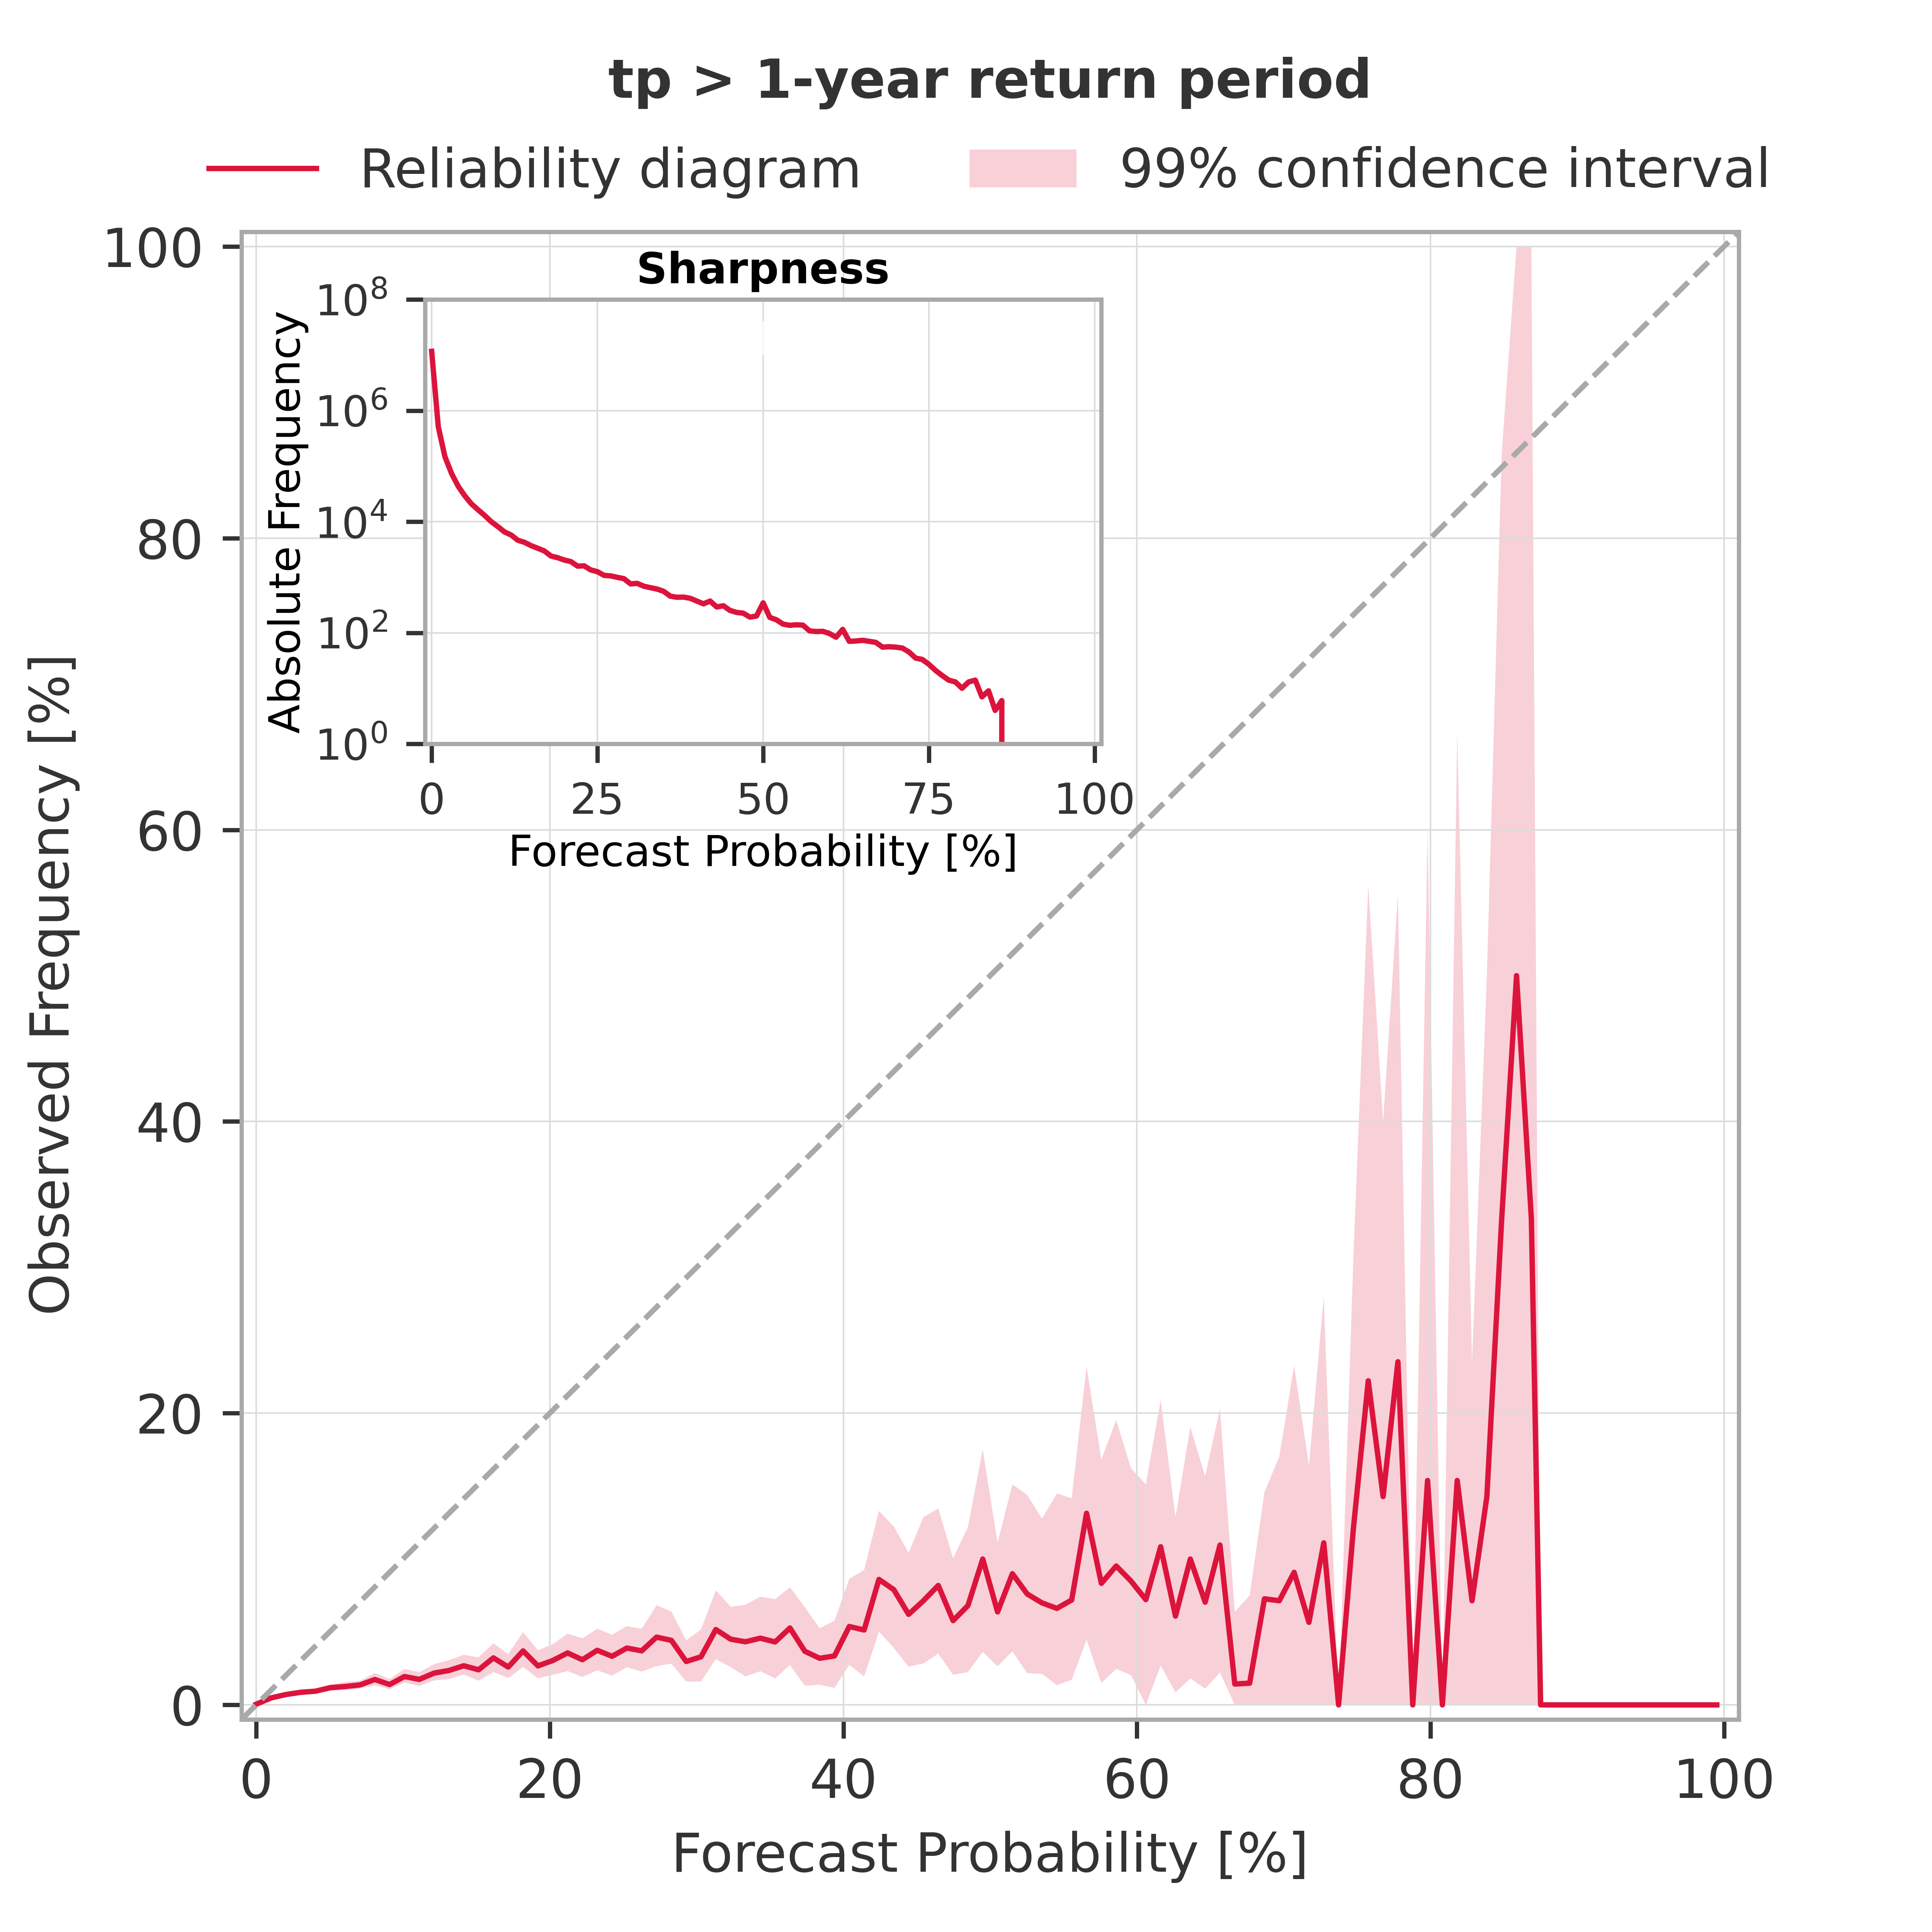 tp > 1-year return period
Reliability diagram
99% confidence interval
Sharpness
Absolute Frequency
10^8
10^6
10^4
10^2
10^0
0 25 50 75 100
Forecast Probability [%]
Observed Frequency [%]
100
80
60
40
20
0
0 20 40 60 80 100
Forecast Probability [%]